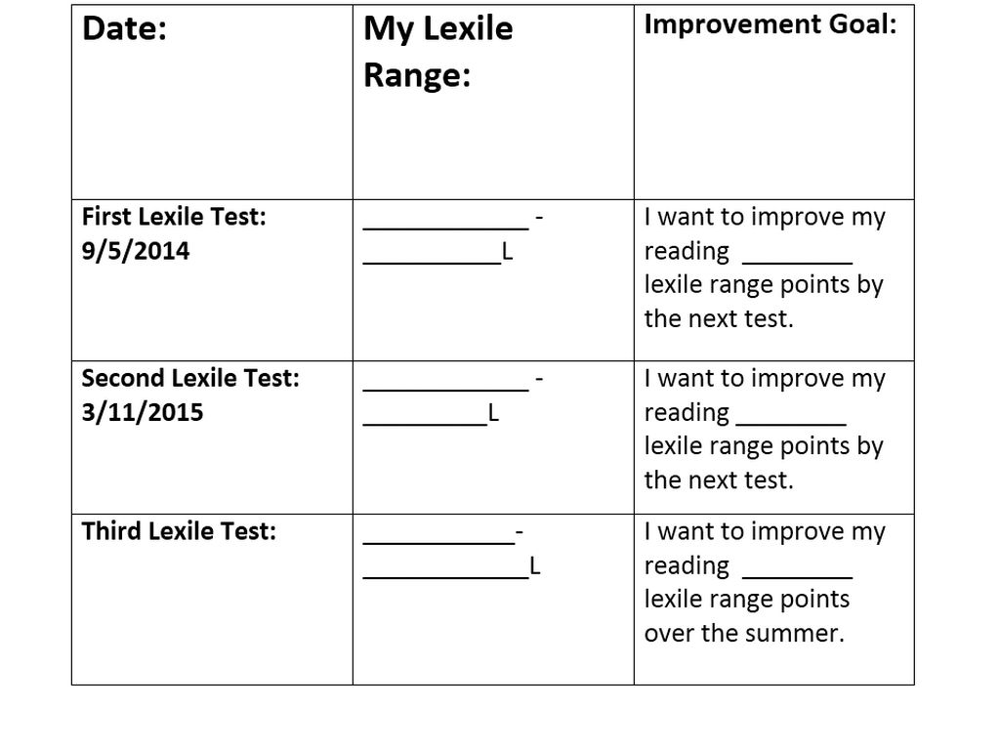 Date:
My Lexile
Range:
Improvement Goal:
First Lexile Test:
9/5/2014
____________ -
__________L
I want to improve my
reading  ________
lexile range points by
the next test.
Second Lexile Test:
3/11/2015
____________ -
_________L
I want to improve my
reading ________
lexile range points by
the next test.
Third Lexile Test:
___________-
____________L
I want to improve my
reading  ________
lexile range points
over the summer.